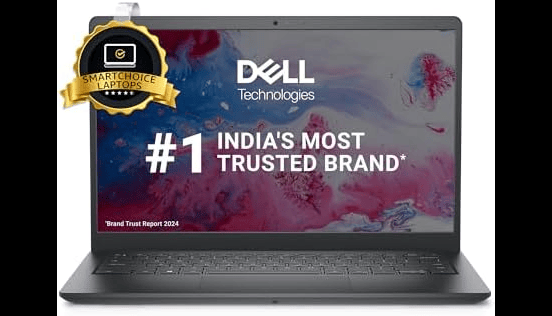 SMARTCHOICE
LAPTOPS
DELL
Technologies
#1 INDIA'S MOST
TRUSTED BRAND*
*Brand Trust Report 2024